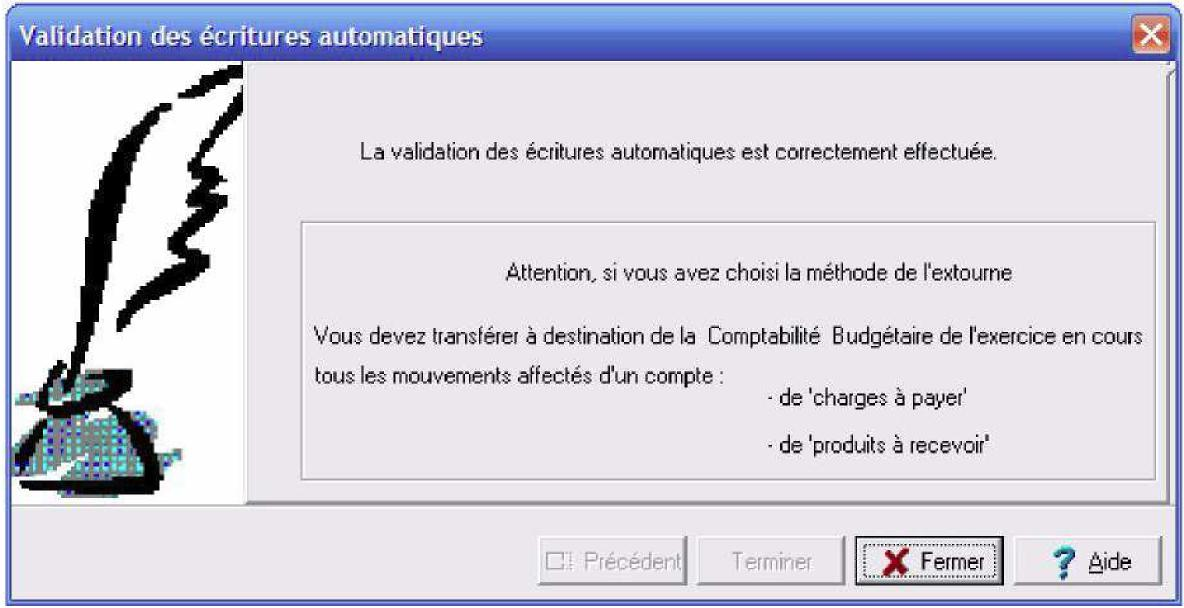 Validation des écritures automatiques
La validation des écritures automatiques est correctement effectuée.
Attention, si vous avez choisi la méthode de l'extourne
Vous devez transférer à destination de la Comptabilité Budgétaire de l'exercice en cours
tous les mouvements affectés d'un compte :
- de 'charges à payer'
- de 'produits à recevoir'
Précédent Terminer Fermer Aide